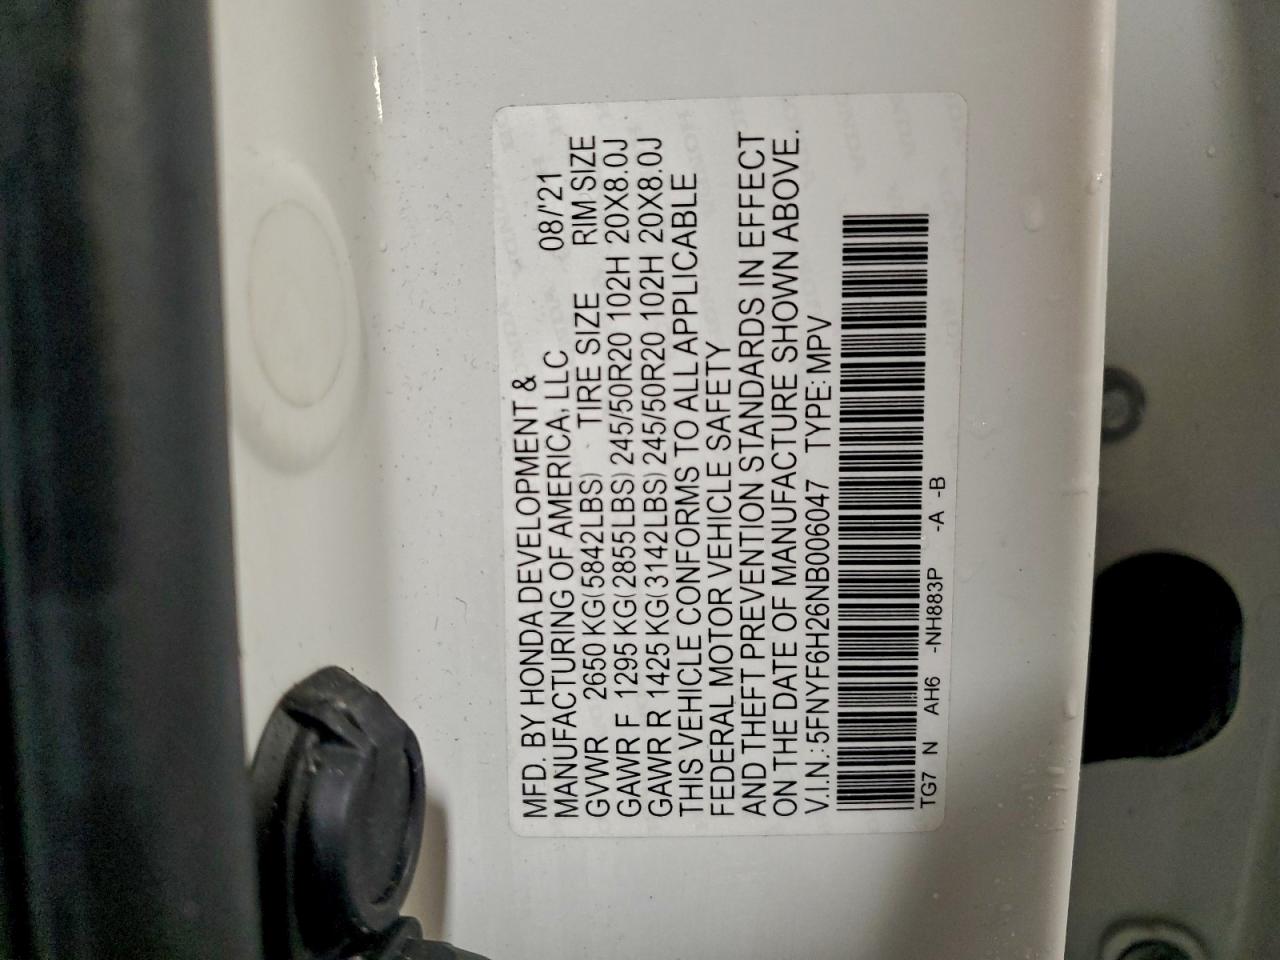 MFD. BY HONDA DEVELOPMENT &
MANUFACTURING OF AMERICA, LLC 08/'21
GVWR 2650 KG(5842LBS) TIRE SIZE RIM SIZE
GAWR F 1295 KG(2855LBS) 245/50R20 102H 20X8.0J
GAWR R 1425 KG(3142LBS) 245/50R20 102H 20X8.0J
THIS VEHICLE CONFORMS TO ALL APPLICABLE
FEDERAL MOTOR VEHICLE SAFETY
AND THEFT PREVENTION STANDARDS IN EFFECT
ON THE DATE OF MANUFACTURE SHOWN ABOVE.
V.I.N.: 5FNYF6H26NB006047 TYPE: MPV
TG7 N AH6 -NH883P -A -B